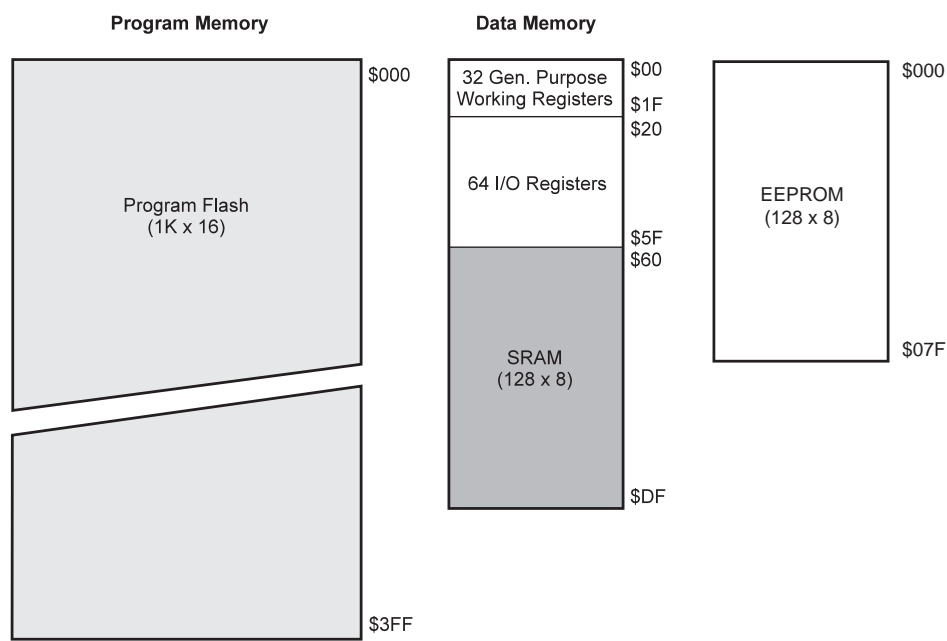 Program Memory
Program Flash
(1K x 16)
$000
$3FF
Data Memory
32 Gen. Purpose
Working Registers
$00
$1F
$20
64 I/O Registers
$5F
$60
SRAM
(128 x 8)
$DF
EEPROM
(128 x 8)
$000
$07F